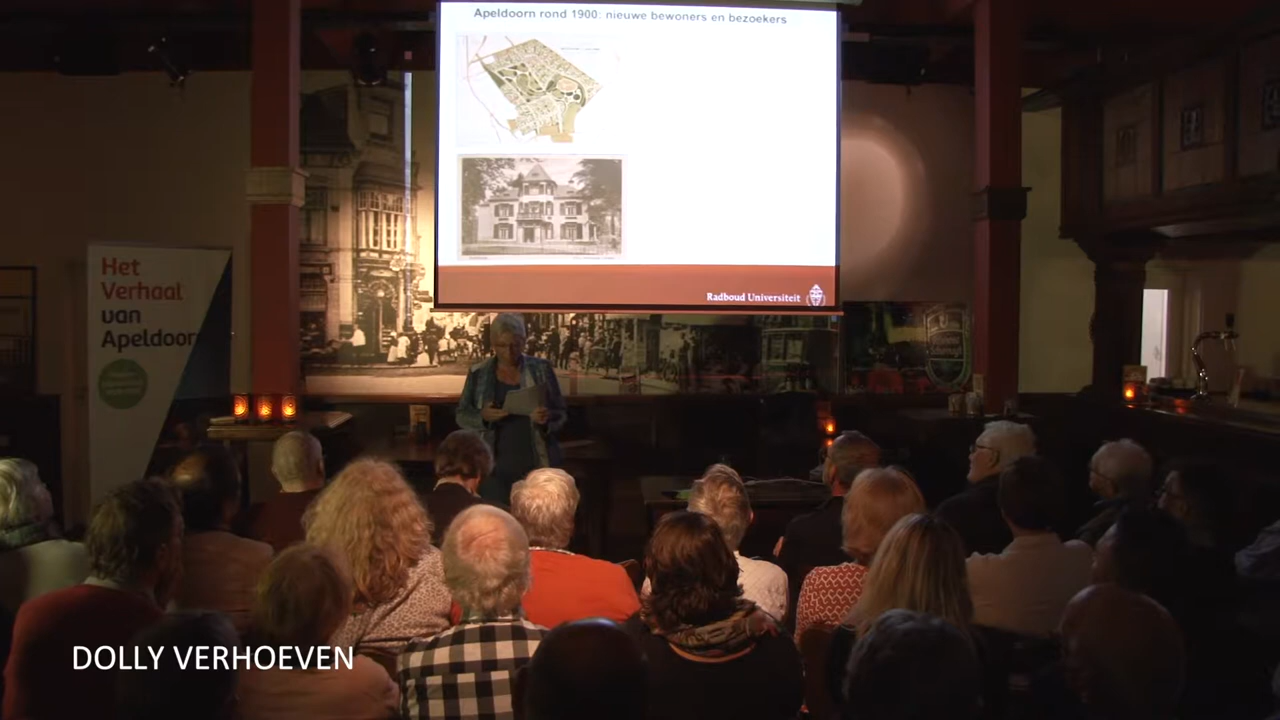 Apeldoorn rond 1900: nieuwe bewoners en bezoekers
Radboud Universiteit
Het
Verhaal
van
Apeldoorn
DOLLY VERHOEVEN